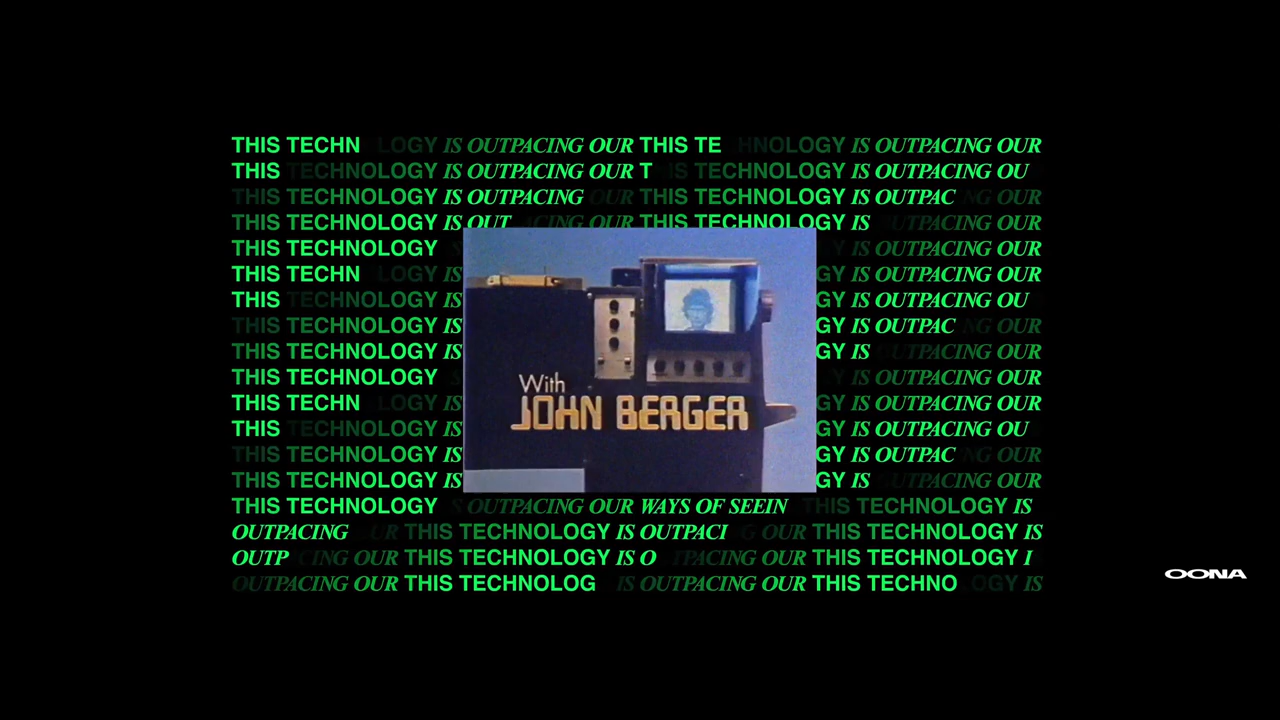 THIS TECHN LOGY IS OUTPACING OUR THIS TE HNOLOGY IS OUTPACING OUR
THIS TECHNOLOGY IS OUTPACING OUR T IS TECHNOLOGY IS OUTPACING OU
THIS TECHNOLOGY IS OUTPACING OUR THIS TECHNOLOGY IS OUTPAC NG OUR
THIS TECHNOLOGY IS OUT ACING OUR THIS TECHNOLOGY IS UTPACING OUR
THIS TECHNOLOGY S Y IS OUTPACING OUR
THIS TECHN LOGY IS GY IS OUTPACING OUR
THIS TECHNOLOGY IS GY IS OUTPACING OU
THIS TECHNOLOGY IS GY IS OUTPAC NG OUR
THIS TECHNOLOGY IS GY IS OUTPACING OUR
THIS TECHNOLOGY S Y IS OUTPACING OUR
With
JOHN BERGER
THIS TECHN LOGY IS GY IS OUTPACING OUR
THIS TECHNOLOGY IS GY IS OUTPACING OU
THIS TECHNOLOGY IS GY IS OUTPAC NG OUR
THIS TECHNOLOGY IS GY IS UTPACING OUR
THIS TECHNOLOGY S OUTPACING OUR WAYS OF SEEIN THIS TECHNOLOGY IS
OUTPACING UR THIS TECHNOLOGY IS OUTPACI G OUR THIS TECHNOLOGY IS
OUTP CING OUR THIS TECHNOLOGY IS O TPACING OUR THIS TECHNOLOGY I
OUTPACING OUR THIS TECHNOLOG IS OUTPACING OUR THIS TECHNO OGY IS
OONA